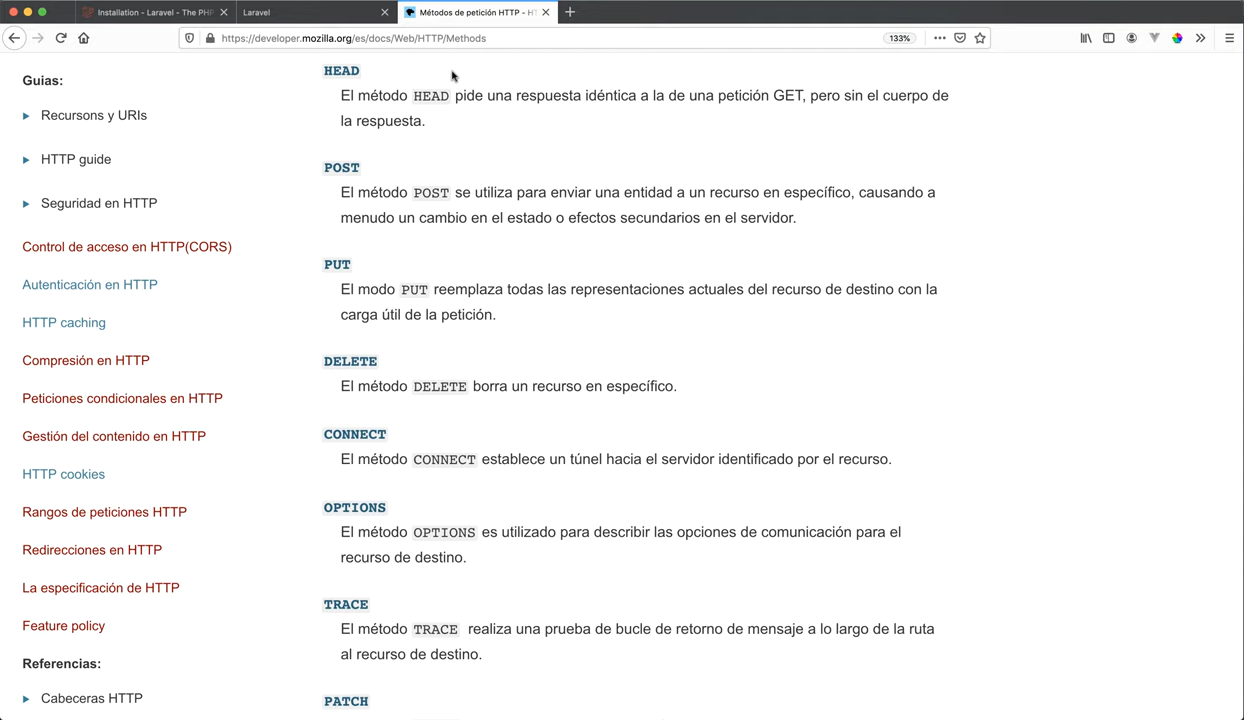 Installation - Laravel - The PHP
Laravel
Métodos de petición HTTP - HT
https://developer.mozilla.org/es/docs/Web/HTTP/Methods
133%
Guias:
Recursons y URIs
HTTP guide
Seguridad en HTTP
Control de acceso en HTTP(CORS)
Autenticación en HTTP
HTTP caching
Compresión en HTTP
Peticiones condicionales en HTTP
Gestión del contenido en HTTP
HTTP cookies
Rangos de peticiones HTTP
Redirecciones en HTTP
La especificación de HTTP
Feature policy
Referencias:
Cabeceras HTTP
HEAD
El método HEAD pide una respuesta idéntica a la de una petición GET, pero sin el cuerpo de
la respuesta.
POST
El método POST se utiliza para enviar una entidad a un recurso en específico, causando a
menudo un cambio en el estado o efectos secundarios en el servidor.
PUT
El modo PUT reemplaza todas las representaciones actuales del recurso de destino con la
carga útil de la petición.
DELETE
El método DELETE borra un recurso en específico.
CONNECT
El método CONNECT establece un túnel hacia el servidor identificado por el recurso.
OPTIONS
El método OPTIONS es utilizado para describir las opciones de comunicación para el
recurso de destino.
TRACE
El método TRACE realiza una prueba de bucle de retorno de mensaje a lo largo de la ruta
al recurso de destino.
PATCH